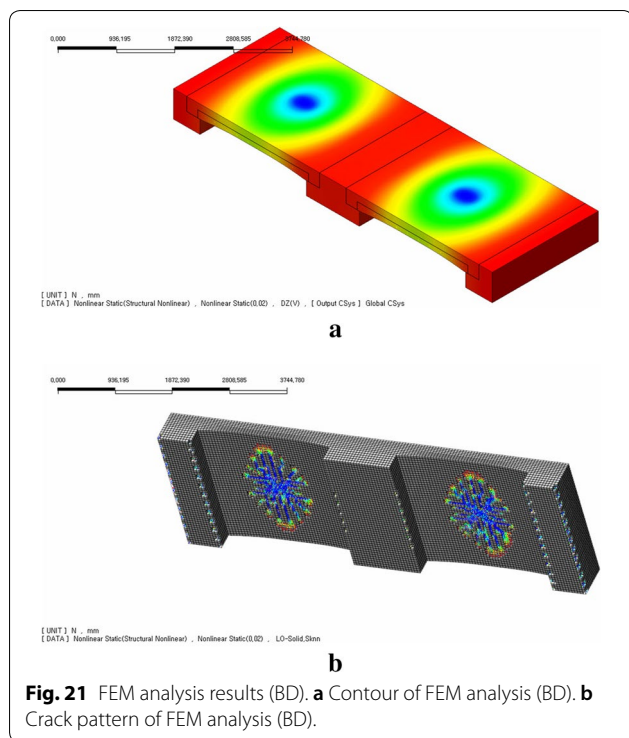 0,000 936,195 1872,390 2808,585 3744,780
[ UNIT ] N , mm
[ DATA ] Nonlinear Static(Structural Nonlinear) , Nonlinear Static(0,02) , DZ(V) , [ Output CSys ] Global CSys
a
0,000 936,195 1872,390 2808,585 3744,780
[ UNIT ] N , mm
[ DATA ] Nonlinear Static(Structural Nonlinear) , Nonlinear Static(0,02) , LO-Solid,Sknn
b
Fig. 21 FEM analysis results (BD). a Contour of FEM analysis (BD). b
Crack pattern of FEM analysis (BD).